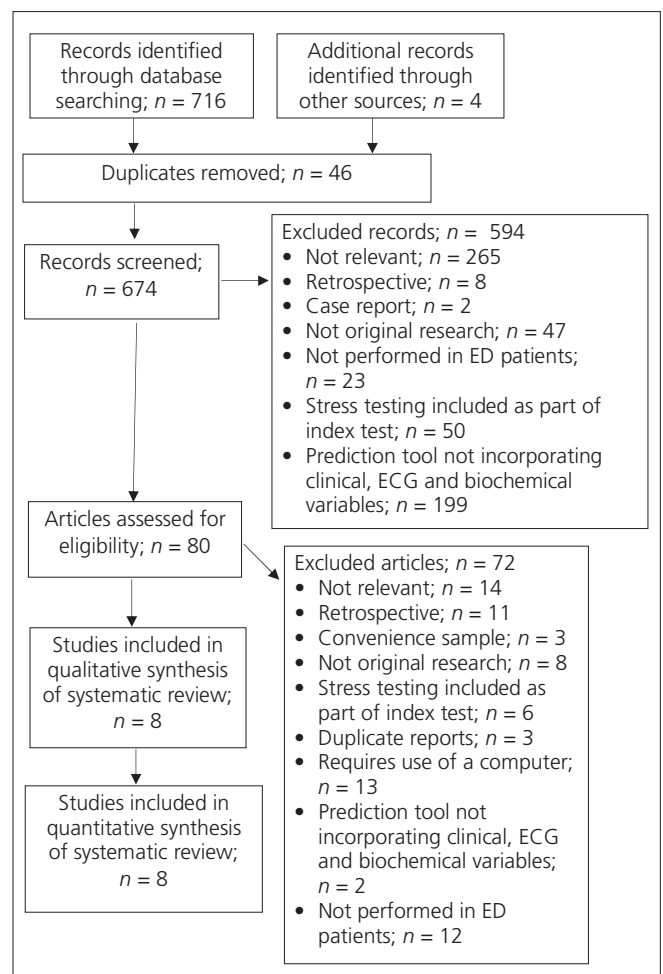 Records identified
through database
searching; n = 716
Additional records
identified through
other sources; n = 4
Duplicates removed; n = 46
Records screened;
n = 674
Excluded records; n = 594
• Not relevant; n = 265
• Retrospective; n = 8
• Case report; n = 2
• Not original research; n = 47
• Not performed in ED patients;
n = 23
• Stress testing included as part of
index test; n = 50
• Prediction tool not incorporating
clinical, ECG and biochemical
variables; n = 199
Articles assessed for
eligibility; n = 80
Excluded articles; n = 72
• Not relevant; n = 14
• Retrospective; n = 11
• Convenience sample; n = 3
• Not original research; n = 8
• Stress testing included as
part of index test; n = 6
• Duplicate reports; n = 3
• Requires use of a computer;
n = 13
• Prediction tool not
incorporating clinical, ECG
and biochemical variables;
n = 2
• Not performed in ED
patients; n = 12
Studies included in
qualitative synthesis
of systematic review;
n = 8
Studies included in
quantitative synthesis
of systematic review;
n = 8